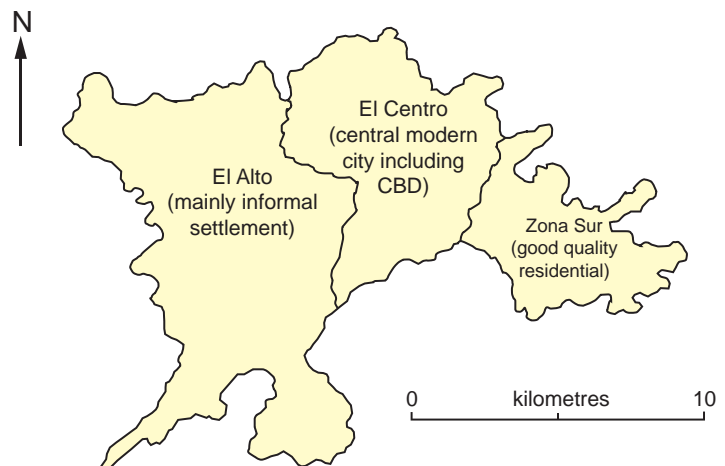 N
El Centro
(central modern
city including
CBD)
El Alto
(mainly informal
settlement)
Zona Sur
(good quality
residential)
0 kilometres 10